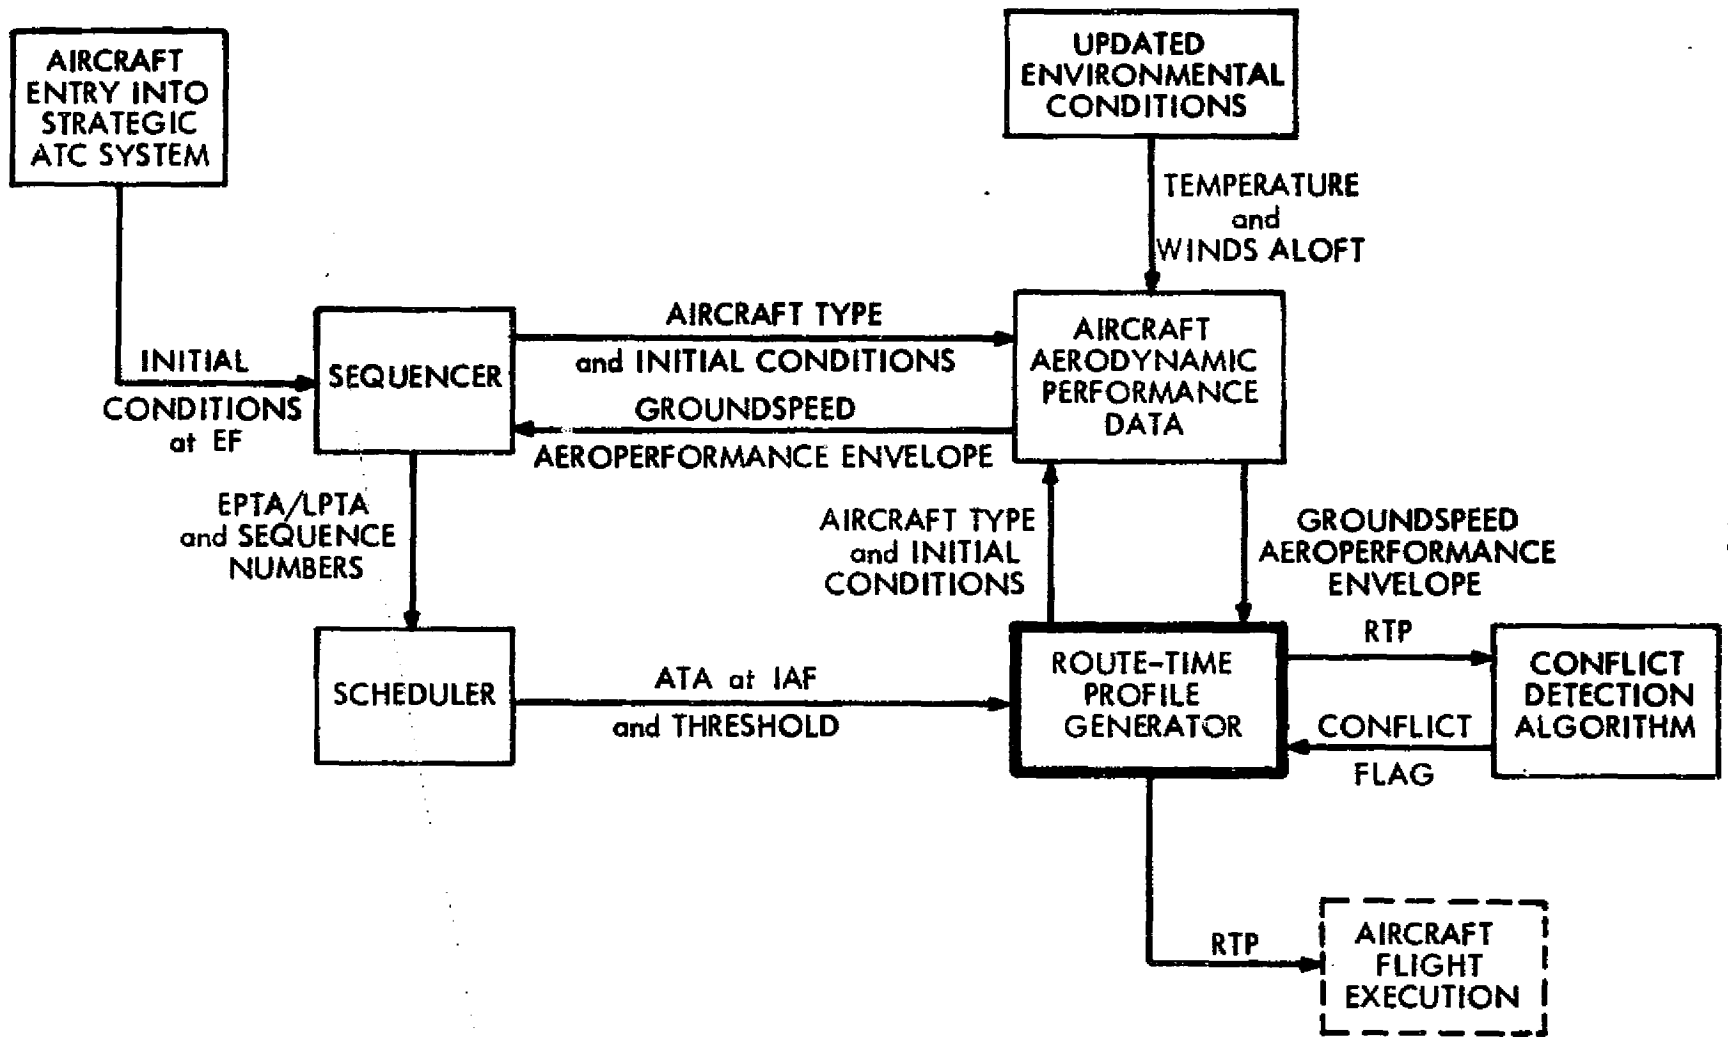 AIRCRAFT
ENTRY INTO
STRATEGIC
ATC SYSTEM
UPDATED
ENVIRONMENTAL
CONDITIONS
TEMPERATURE
and
WINDS ALOFT
INITIAL
CONDITIONS
at EF
SEQUENCER
AIRCRAFT TYPE
and INITIAL CONDITIONS
GROUNDSPEED
AEROPERFORMANCE ENVELOPE
AIRCRAFT
AERODYNAMIC
PERFORMANCE
DATA
EPTA/LPTA
and SEQUENCE
NUMBERS
AIRCRAFT TYPE
and INITIAL
CONDITIONS
GROUNDSPEED
AEROPERFORMANCE
ENVELOPE
SCHEDULER
ATA at IAF
and THRESHOLD
ROUTE-TIME
PROFILE
GENERATOR
RTP
CONFLICT
FLAG
CONFLICT
DETECTION
ALGORITHM
RTP
AIRCRAFT
FLIGHT
EXECUTION